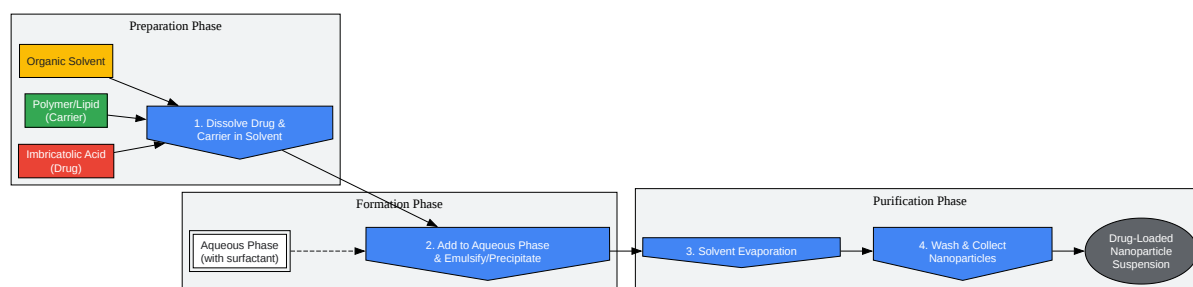 Preparation Phase
Organic Solvent
Polymer/Lipid
(Carrier)
Imbricatolic Acid
(Drug)
1. Dissolve Drug &
Carrier in Solvent
Formation Phase
Aqueous Phase
(with surfactant)
2. Add to Aqueous Phase
& Emulsify/Precipitate
Purification Phase
3. Solvent Evaporation
4. Wash & Collect
Nanoparticles
Drug-Loaded
Nanoparticle
Suspension